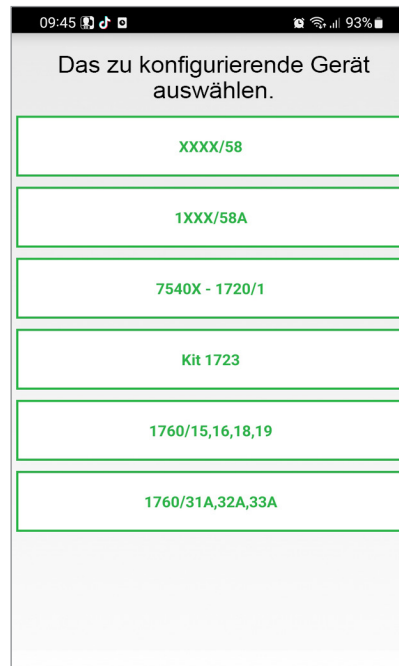 09:45 93%
Das zu konfigurierende Gerät
auswählen.
XXXX/58
1XXX/58A
7540X - 1720/1
Kit 1723
1760/15,16,18,19
1760/31A,32A,33A